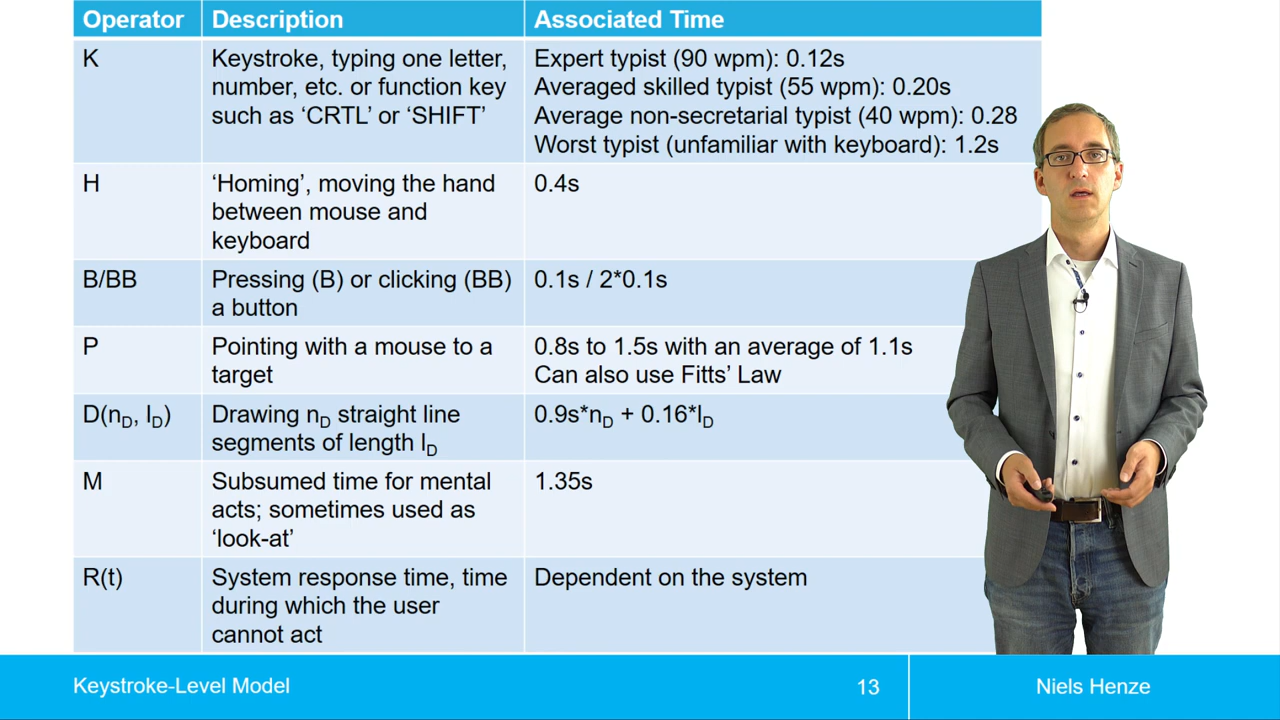 Operator Description Associated Time
K Keystroke, typing one letter, Expert typist (90 wpm): 0.12s
number, etc. or function key Averaged skilled typist (55 wpm): 0.20s
such as ‘CRTL’ or ‘SHIFT’ Average non-secretarial typist (40 wpm): 0.28
Worst typist (unfamiliar with keyboard): 1.2s
H ‘Homing’, moving the hand 0.4s
between mouse and
keyboard
B/BB Pressing (B) or clicking (BB) 0.1s / 2*0.1s
a button
P Pointing with a mouse to a 0.8s to 1.5s with an average of 1.1s
target Can also use Fitts’ Law
D(nD, lD) Drawing nD straight line 0.9s*nD + 0.16*lD
segments of length lD
M Subsumed time for mental 1.35s
acts; sometimes used as
‘look-at’
R(t) System response time, time Dependent on the system
during which the user
cannot act
Keystroke-Level Model 13 Niels Henze